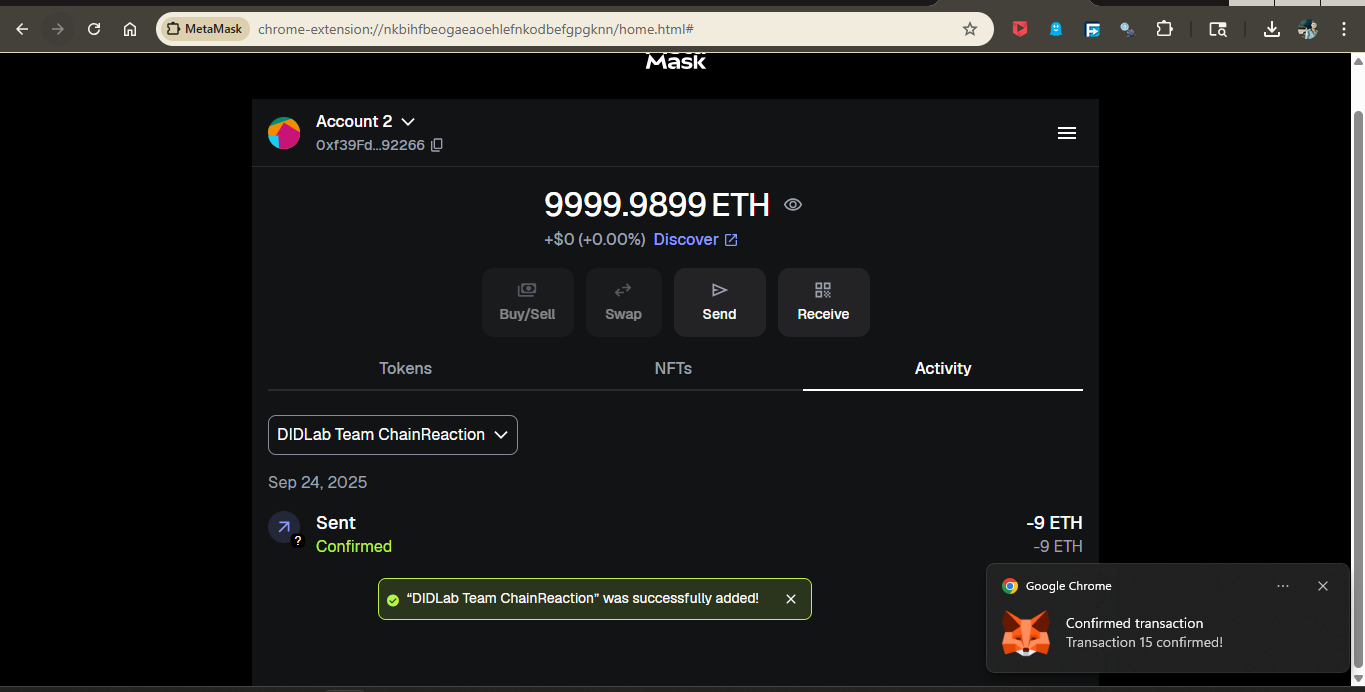 MetaMask chrome-extension://nkbihfbeogaeaoehlefnkodbefgpgknn/home.html#
Mask
Account 2
0xf39Fd...92266
9999.9899 ETH
+$0 (+0.00%) Discover
Buy/Sell Swap Send Receive
Tokens NFTs Activity
DIDLab Team ChainReaction
Sep 24, 2025
Sent -9 ETH
? Confirmed -9 ETH
“DIDLab Team ChainReaction” was successfully added!
Google Chrome
Confirmed transaction
Transaction 15 confirmed!